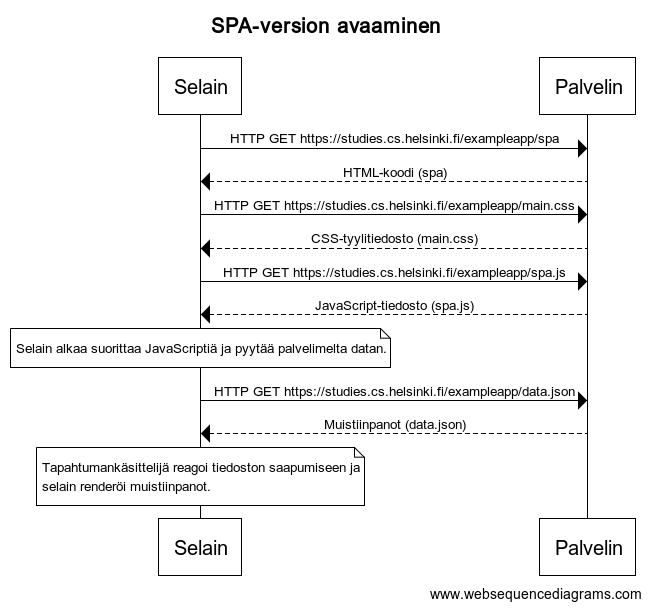 SPA-version avaaminen
Selain
Palvelin
HTTP GET https://studies.cs.helsinki.fi/exampleapp/spa
HTML-koodi (spa)
HTTP GET https://studies.cs.helsinki.fi/exampleapp/main.css
CSS-tyylitiedosto (main.css)
HTTP GET https://studies.cs.helsinki.fi/exampleapp/spa.js
JavaScript-tiedosto (spa.js)
Selain alkaa suorittaa JavaScriptiä ja pyytää palvelimelta datan.
HTTP GET https://studies.cs.helsinki.fi/exampleapp/data.json
Muistiinpanot (data.json)
Tapahtumankäsittelijä reagoi tiedoston saapumiseen ja
selain renderöi muistiinpanot.
Selain
Palvelin
www.websequencediagrams.com